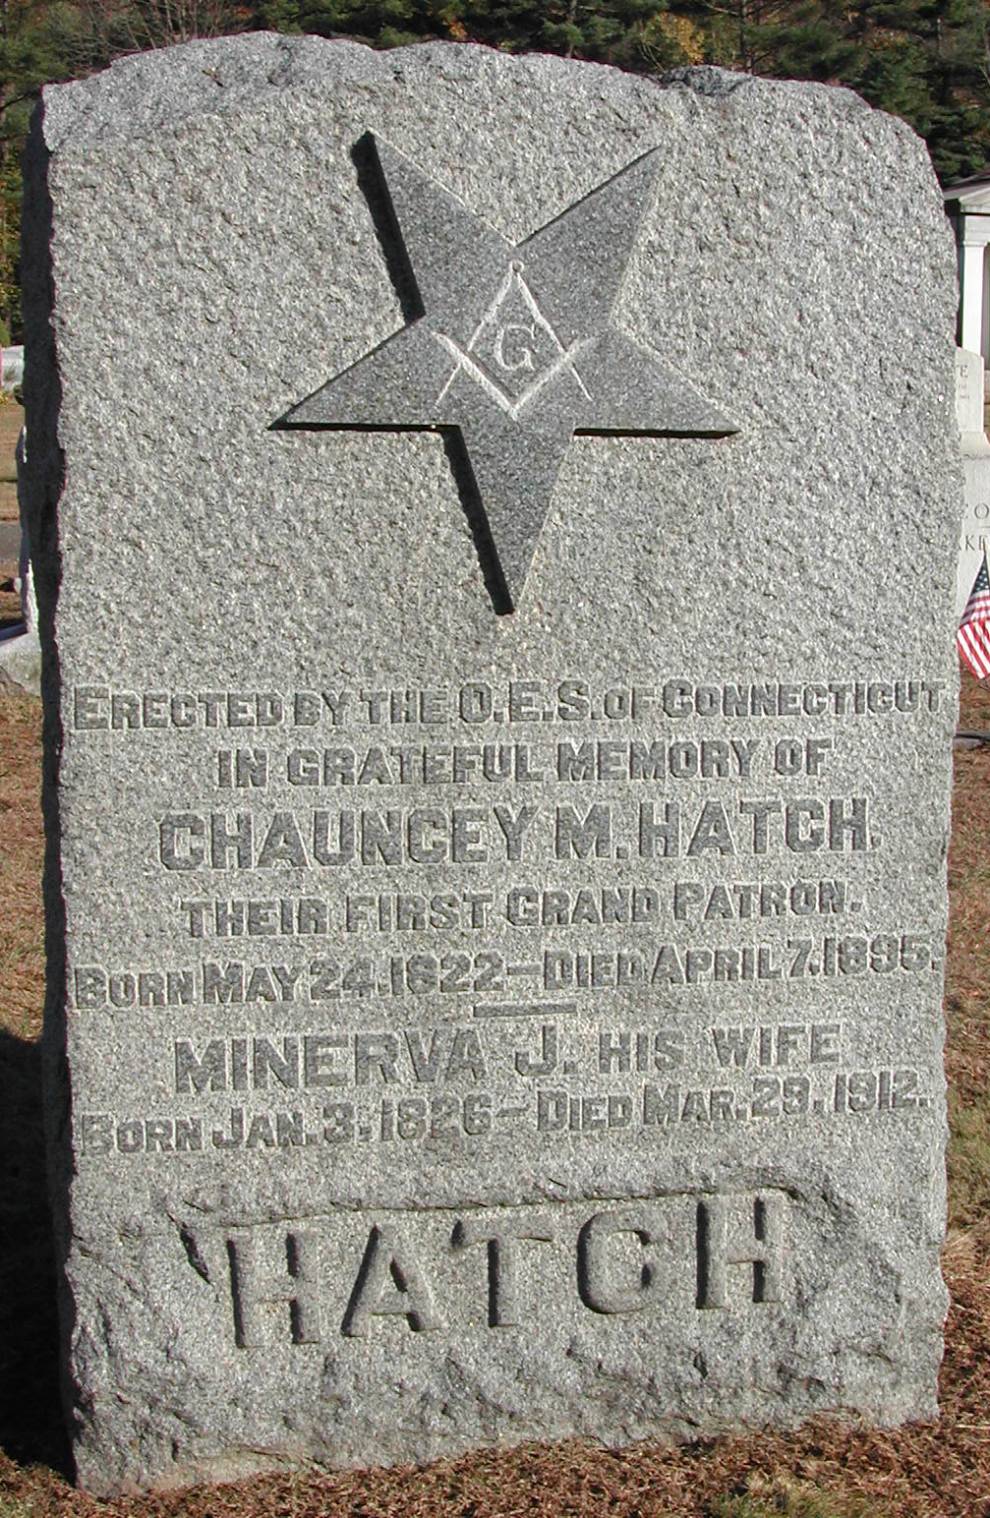 G
ERECTED BY THE O.E.S. OF CONNECTICUT
IN GRATEFUL MEMORY OF
CHAUNCEY M. HATCH.
THEIR FIRST GRAND PATRON.
BORN MAY 24. 1822 – DIED APRIL 7. 1895.
MINERVA J. HIS WIFE
BORN JAN. 3. 1826 – DIED MAR. 29. 1912.
HATCH